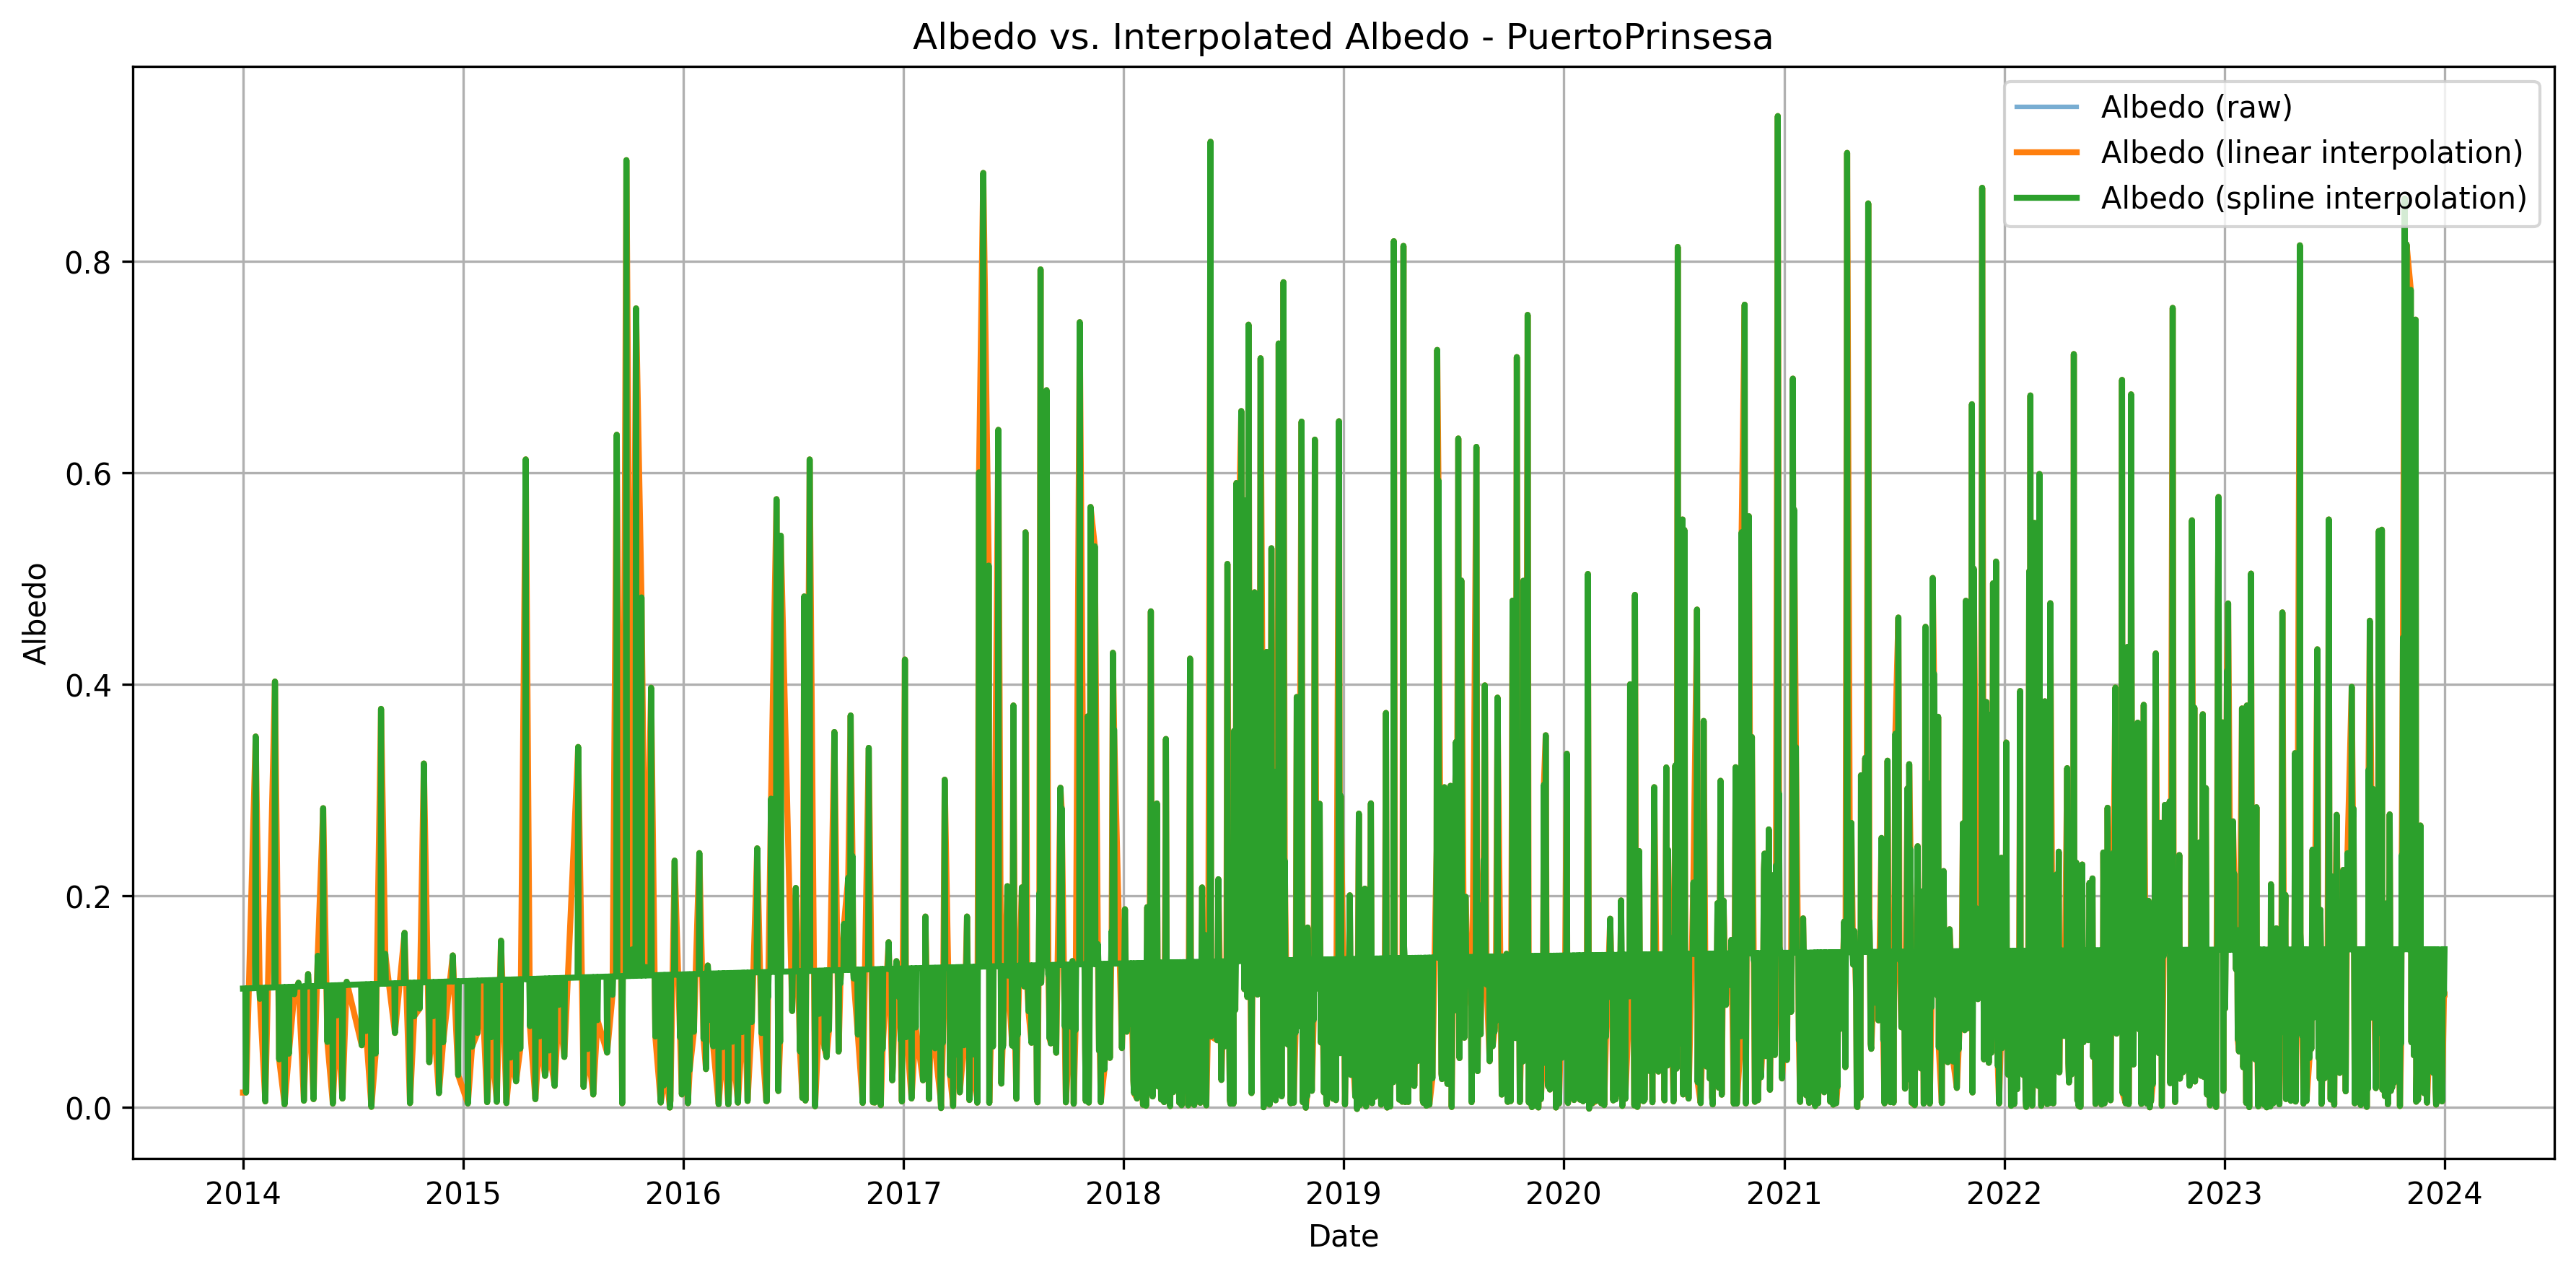 Albedo vs. Interpolated Albedo - PuertoPrinsesa
Albedo (raw)
Albedo (linear interpolation)
Albedo (spline interpolation)
0.8
0.6
0.4
0.2
0.0
Albedo
2014 2015 2016 2017 2018 2019 2020 2021 2022 2023 2024
Date